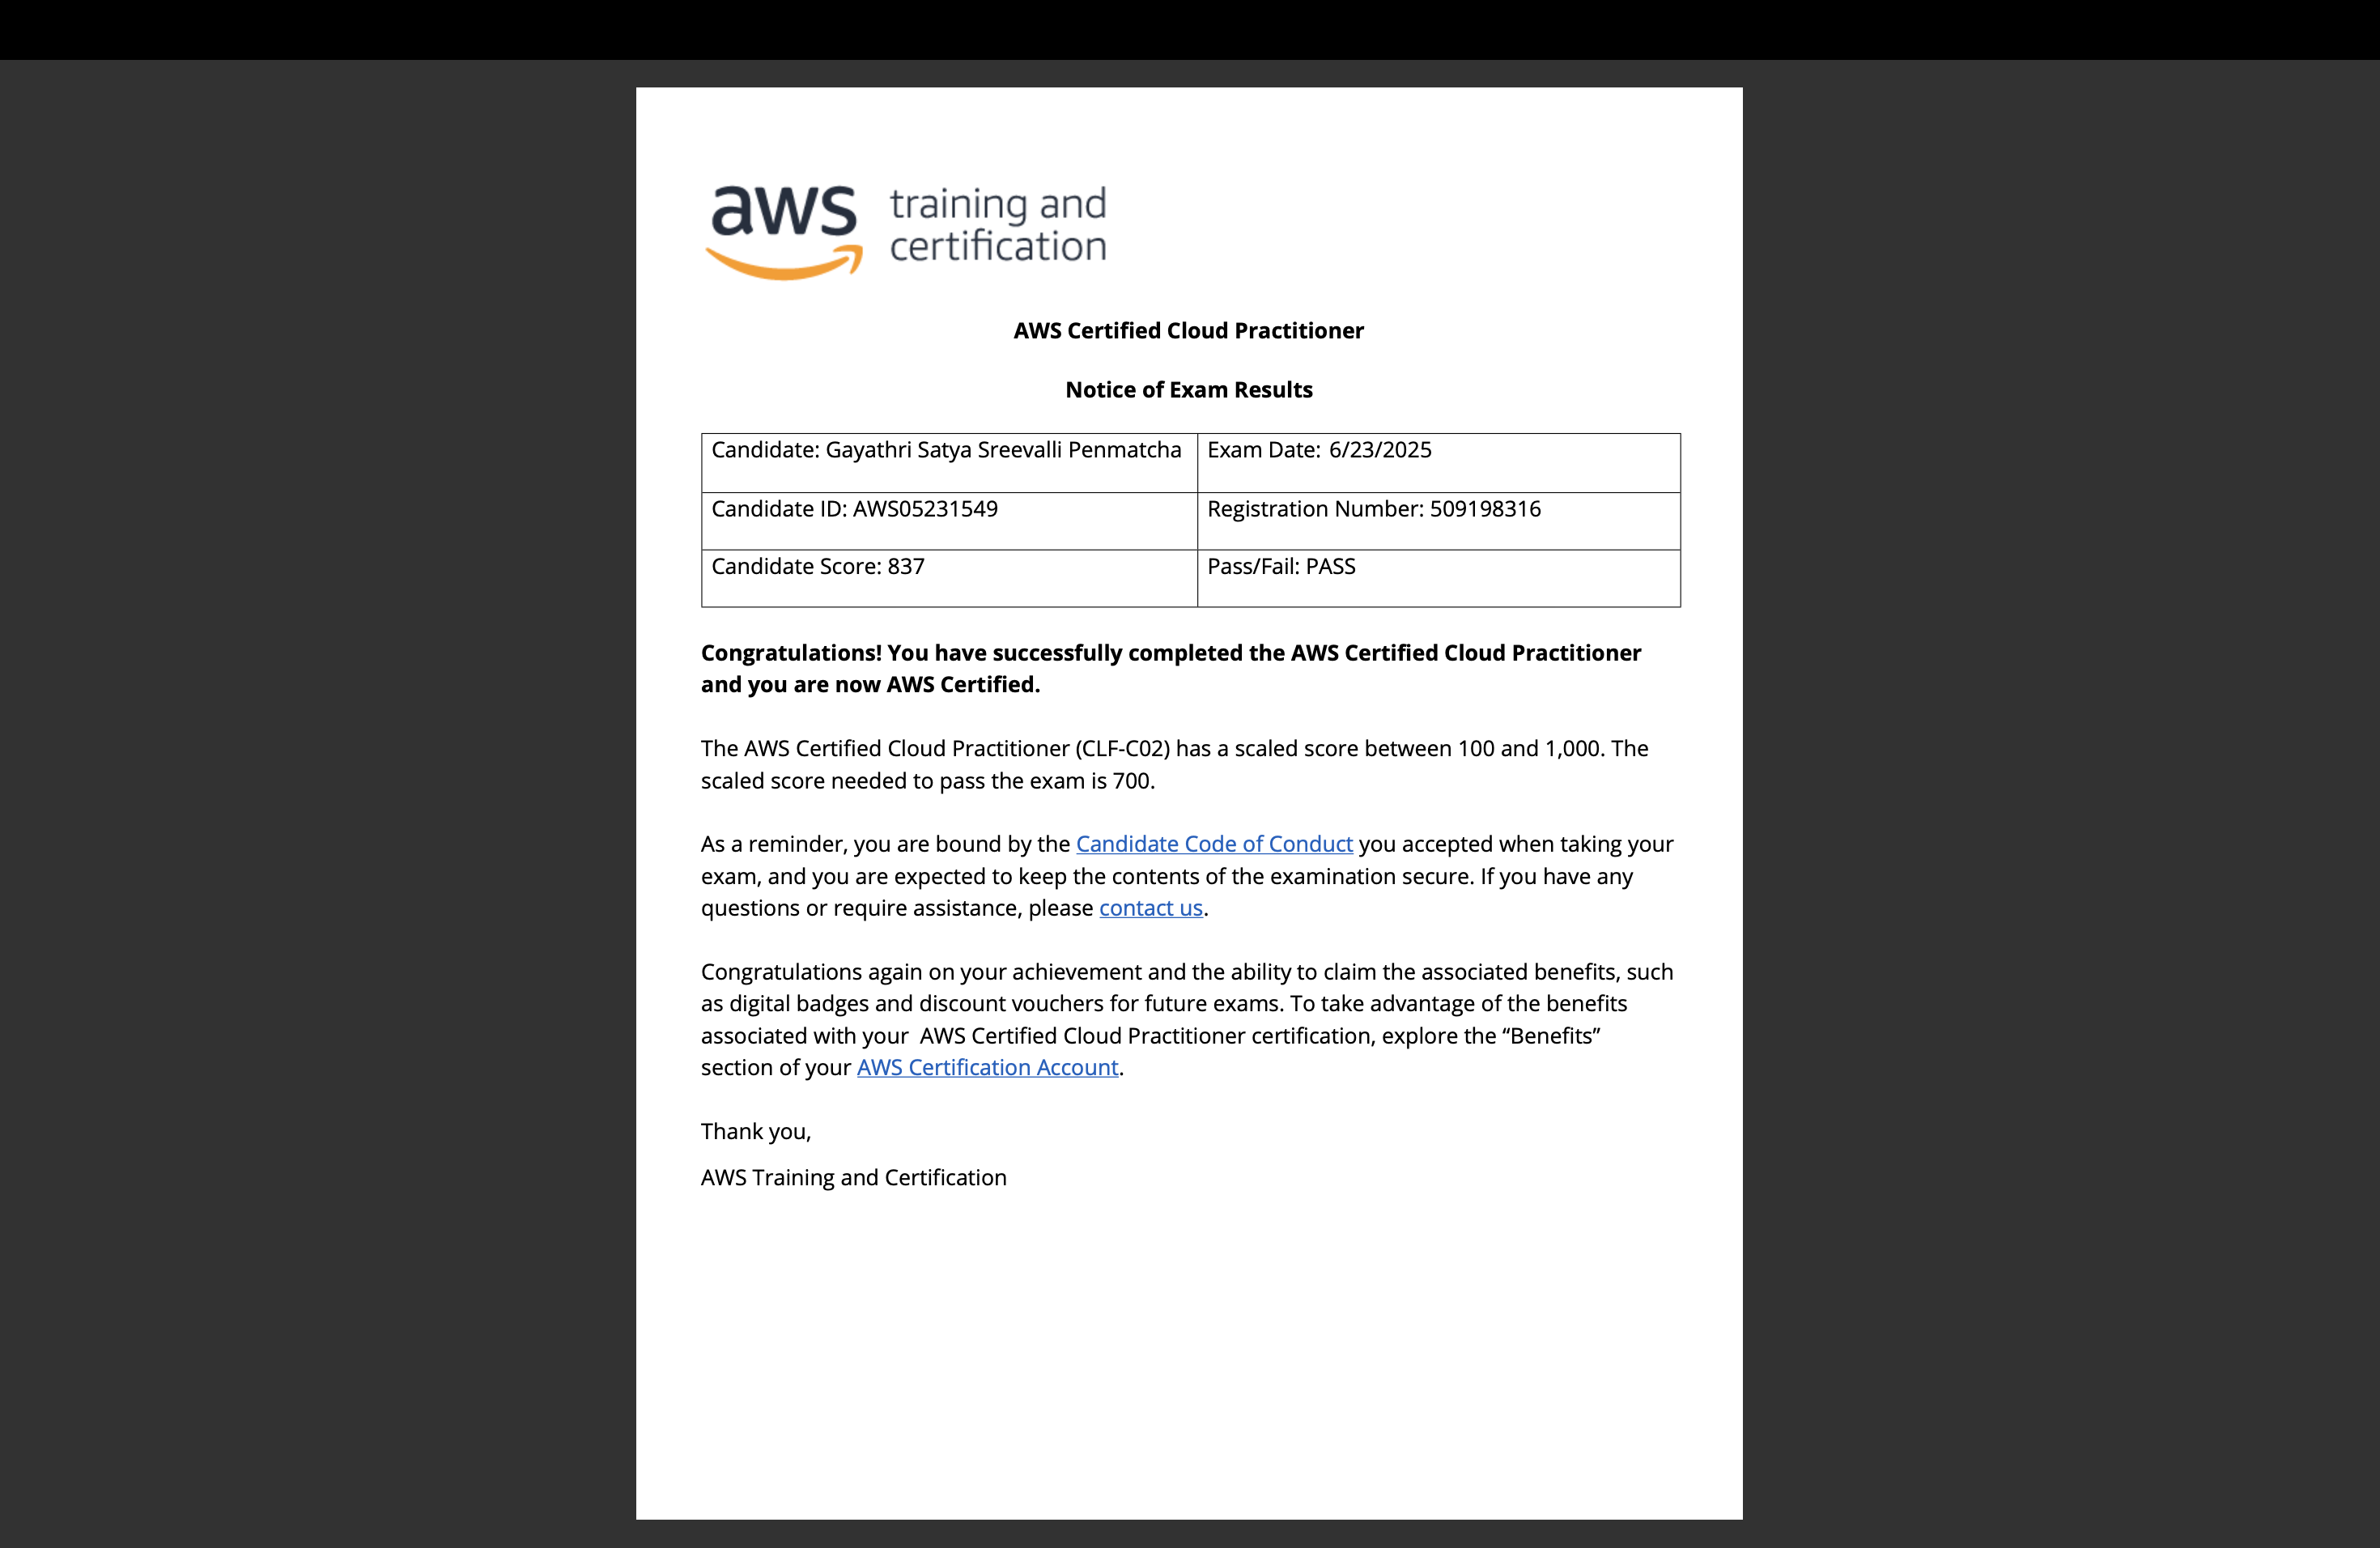 aws training and
certification
AWS Certified Cloud Practitioner
Notice of Exam Results
Candidate: Gayathri Satya Sreevalli Penmatcha Exam Date: 6/23/2025
Candidate ID: AWS05231549 Registration Number: 509198316
Candidate Score: 837 Pass/Fail: PASS
Congratulations! You have successfully completed the AWS Certified Cloud Practitioner
and you are now AWS Certified.
The AWS Certified Cloud Practitioner (CLF-C02) has a scaled score between 100 and 1,000. The
scaled score needed to pass the exam is 700.
As a reminder, you are bound by the Candidate Code of Conduct you accepted when taking your
exam, and you are expected to keep the contents of the examination secure. If you have any
questions or require assistance, please contact us.
Congratulations again on your achievement and the ability to claim the associated benefits, such
as digital badges and discount vouchers for future exams. To take advantage of the benefits
associated with your  AWS Certified Cloud Practitioner certification, explore the “Benefits”
section of your AWS Certification Account.
Thank you,
AWS Training and Certification